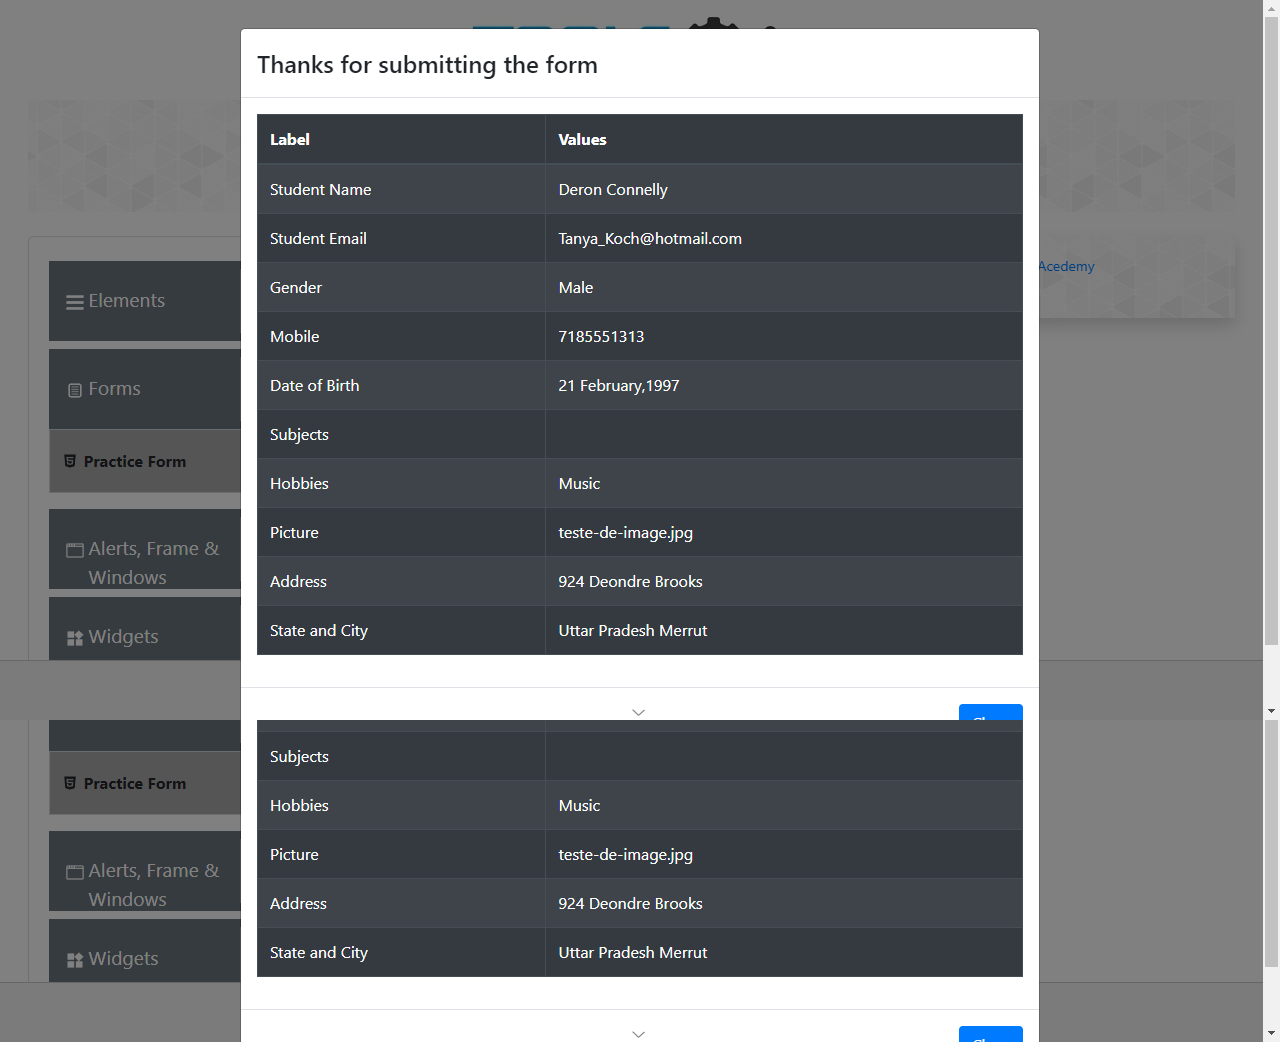 Thanks for submitting the form
Label Values
Student Name Deron Connelly
Student Email Tanya_Koch@hotmail.com
Acedemy
Gender Male
Elements
Mobile 7185551313
Date of Birth 21 February,1997
Forms
Subjects
Practice Form
Hobbies Music
Picture teste-de-image.jpg
Alerts, Frame &
Windows
Address 924 Deondre Brooks
State and City Uttar Pradesh Merrut
Widgets
Subjects
Practice Form
Hobbies Music
Picture teste-de-image.jpg
Alerts, Frame &
Windows
Address 924 Deondre Brooks
State and City Uttar Pradesh Merrut
Widgets